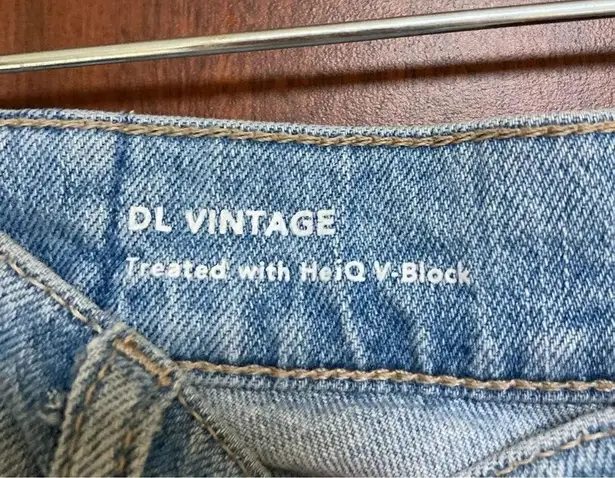 DL VINTAGE
Treated with HeiQ V-Block